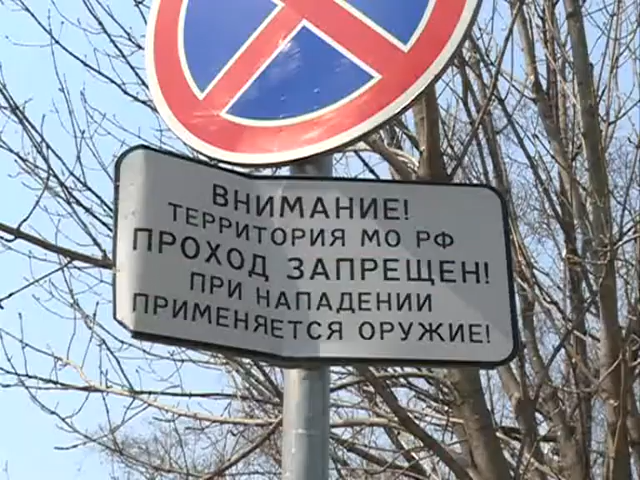 ВНИМАНИЕ!
ТЕРРИТОРИЯ МО РФ
ПРОХОД ЗАПРЕЩЕН!
ПРИ НАПАДЕНИИ
ПРИМЕНЯЕТСЯ ОРУЖИЕ!